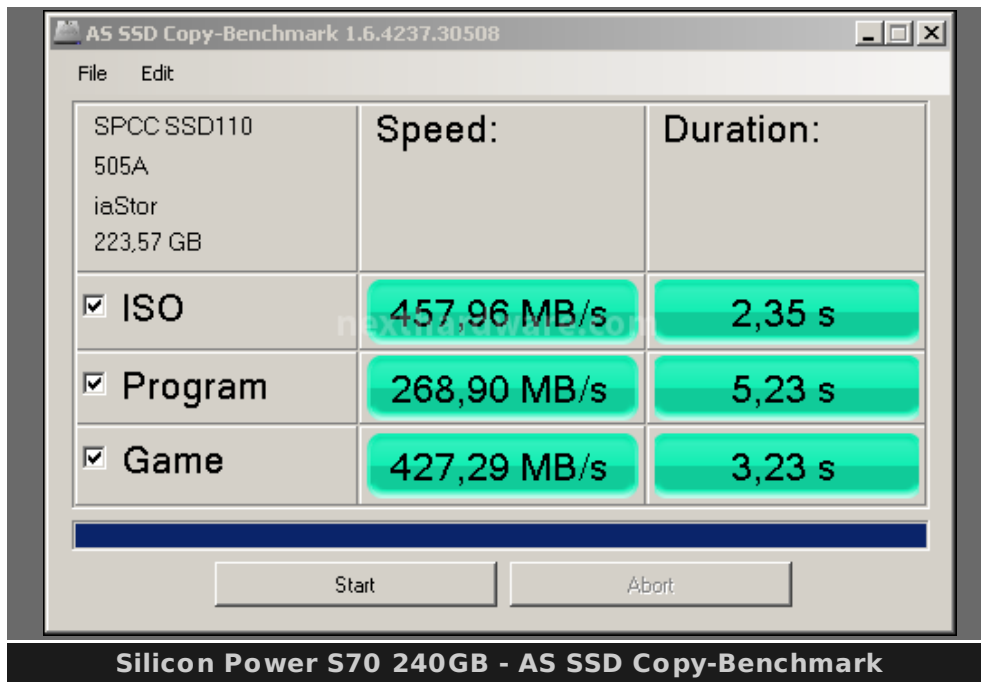 AS SSD Copy-Benchmark 1.6.4237.30508
File Edit
SPCC SSD110
505A
iaStor
223,57 GB
Speed:
Duration:
ISO 457,96 MB/s 2,35 s
nexthardware.com
Program 268,90 MB/s 5,23 s
Game 427,29 MB/s 3,23 s
Start Abort
Silicon Power S70 240GB - AS SSD Copy-Benchmark